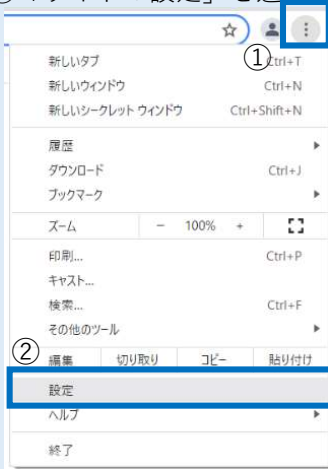 の設定」を選
①
新しいタブ Ctrl+T
新しいウィンドウ Ctrl+N
新しいシークレット ウィンドウ Ctrl+Shift+N
履歴
ダウンロード Ctrl+J
ブックマーク
ズーム － 100% +
印刷... Ctrl+P
キャスト...
検索... Ctrl+F
その他のツール
② 編集 切り取り コピー 貼り付け
設定
ヘルプ
終了